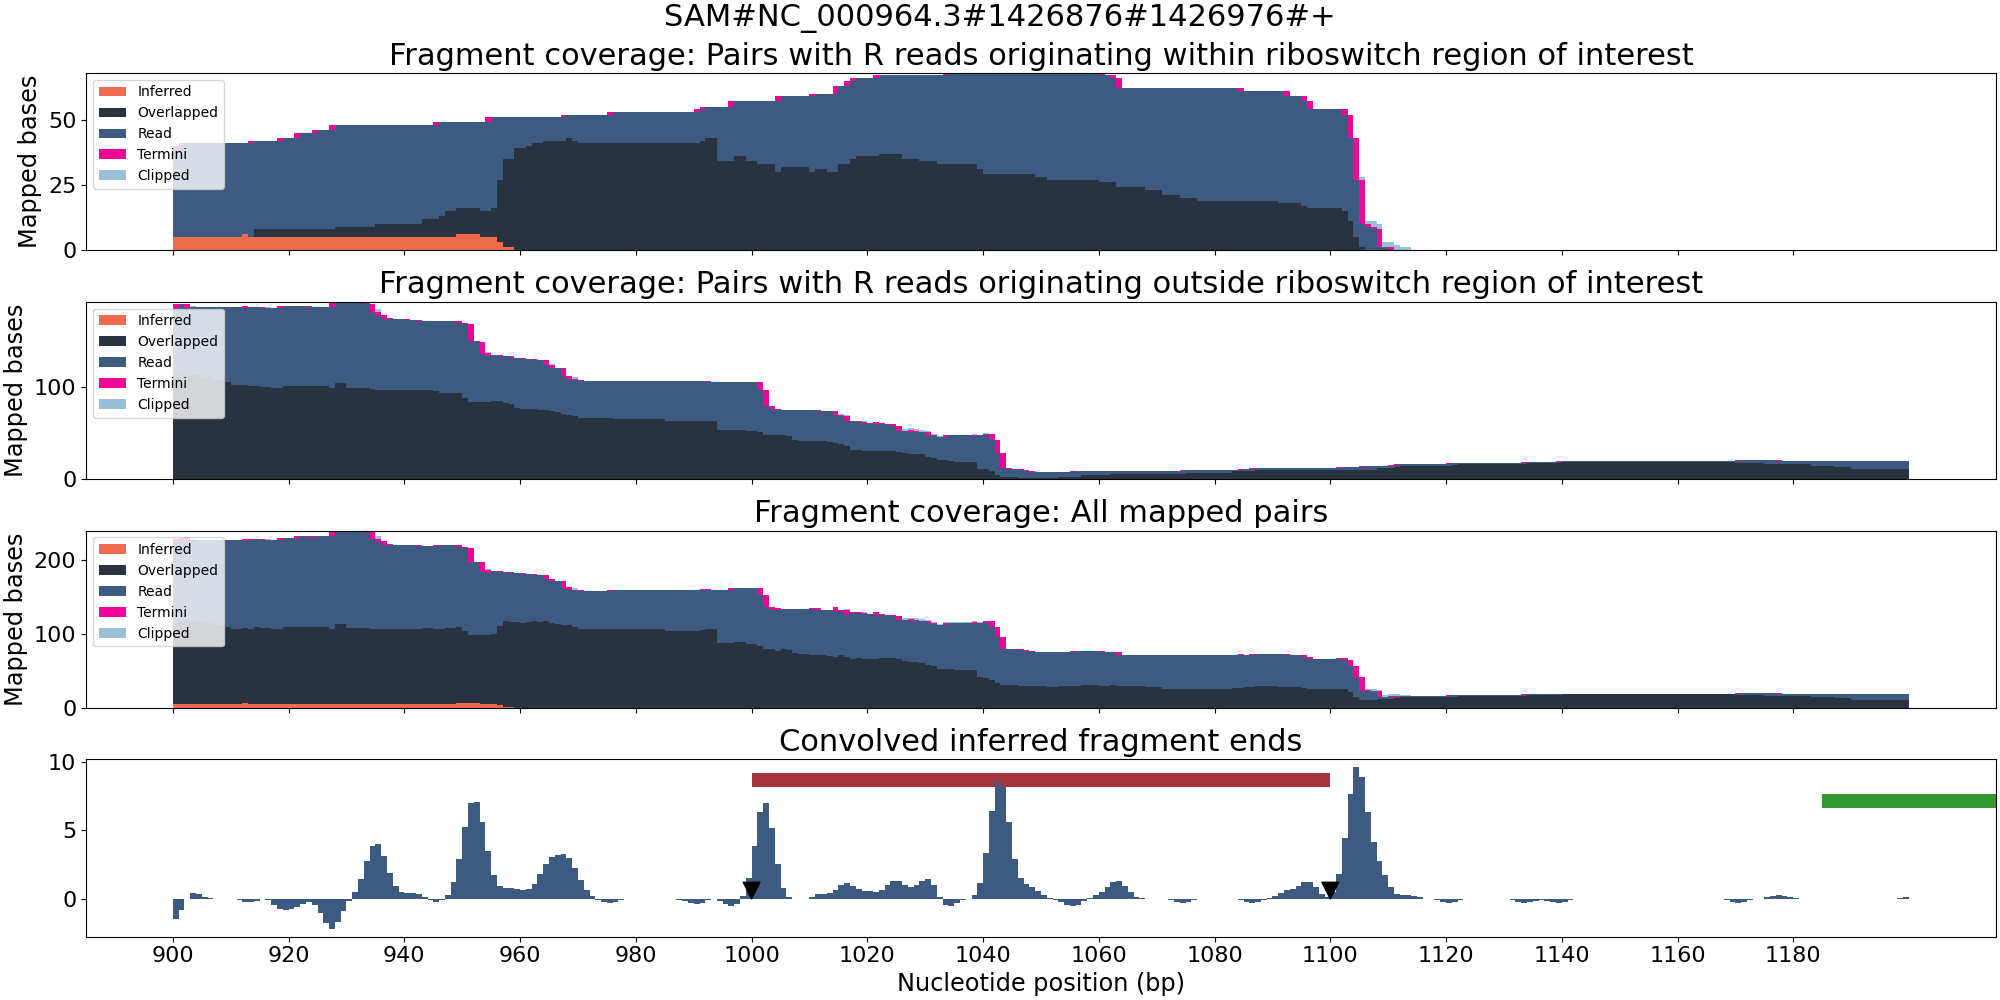 SAM#NC_000964.3#1426876#1426976#+
Fragment coverage: Pairs with R reads originating within riboswitch region of interest
Mapped bases
50
25
0
Inferred
Overlapped
Read
Termini
Clipped
Fragment coverage: Pairs with R reads originating outside riboswitch region of interest
Mapped bases
100
0
Inferred
Overlapped
Read
Termini
Clipped
Fragment coverage: All mapped pairs
Mapped bases
200
100
0
Inferred
Overlapped
Read
Termini
Clipped
Convolved inferred fragment ends
10
5
0
900 920 940 960 980 1000 1020 1040 1060 1080 1100 1120 1140 1160 1180
Nucleotide position (bp)